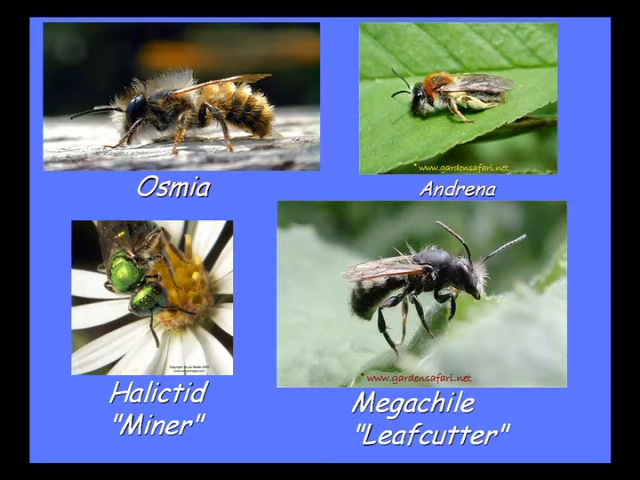 www.gardensafari.net
Osmia
Andrena
Halictid
"Miner"
www.gardensafari.net
Megachile
"Leafcutter"